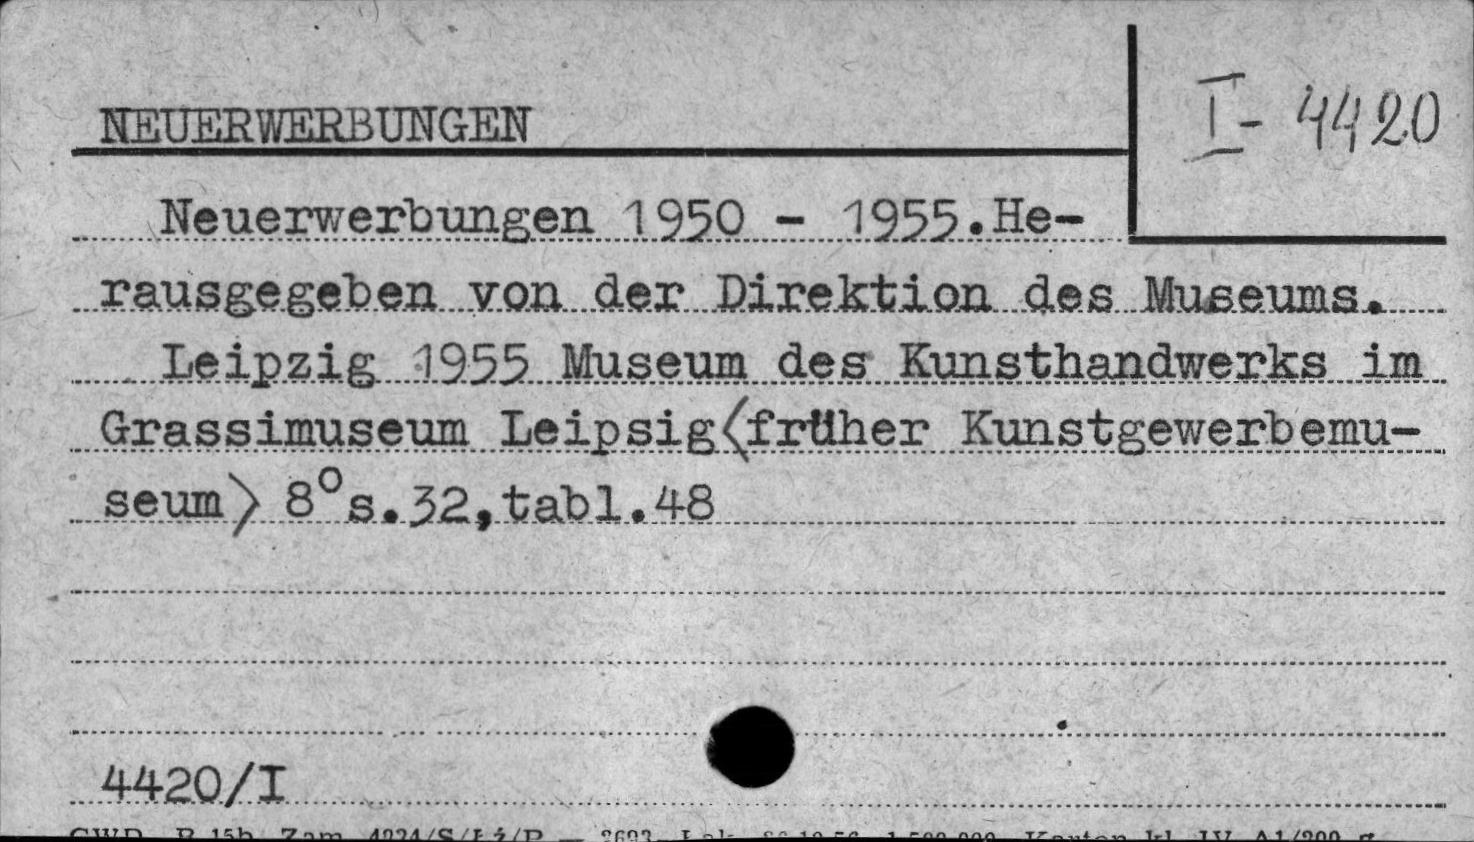 NEUERWERBUNGEN
I - 4420
Neuerwerbungen 1950 - 1955.He-
rausgegeben von der Direktion des Museums.
Leipzig 1955 Museum des Kunsthandwerks im
Grassimuseum Leipsig〈früher Kunstgewerbemu-
seum〉 8° s.32,tabl.48
4420/I